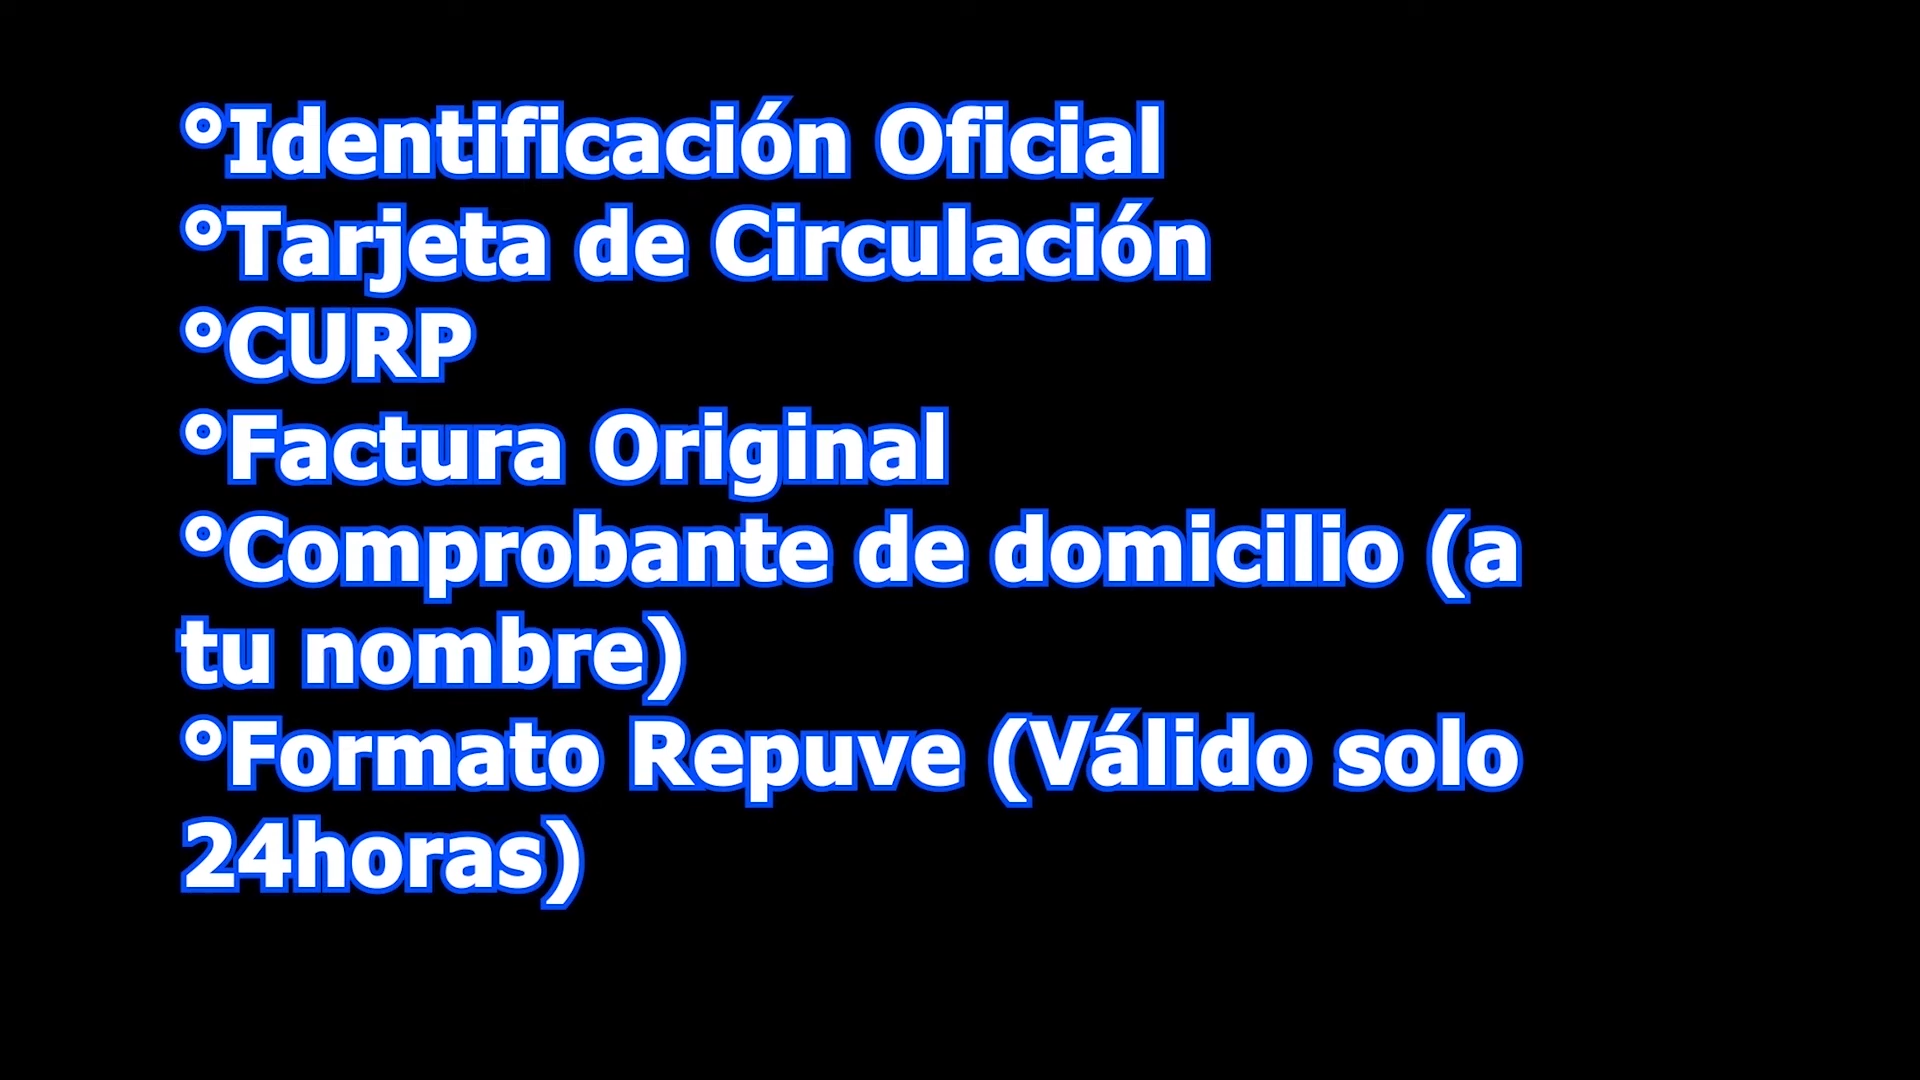 °Identificación Oficial
°Tarjeta de Circulación
°CURP
°Factura Original
°Comprobante de domicilio (a
tu nombre)
°Formato Repuve (Válido solo
24horas)